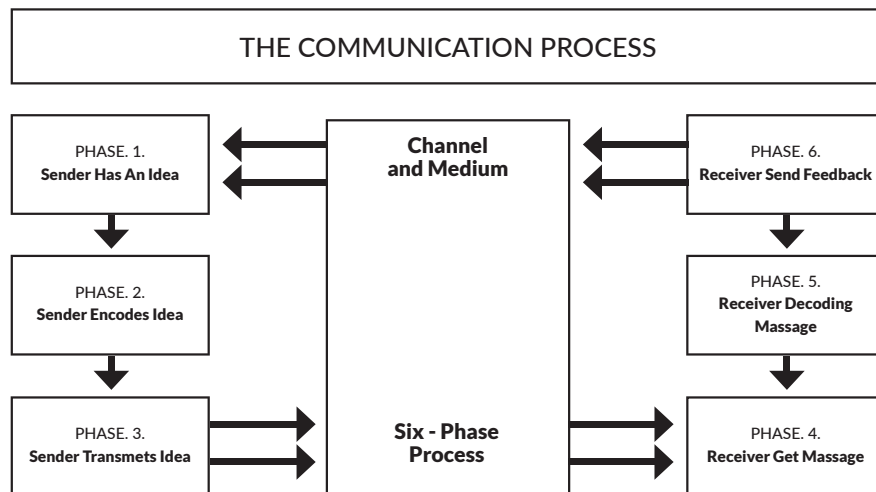 THE COMMUNICATION PROCESS
PHASE. 1.
Sender Has An Idea
PHASE. 2.
Sender Encodes Idea
PHASE. 3.
Sender Transmets Idea
Channel
and Medium
Six - Phase
Process
PHASE. 6.
Receiver Send Feedback
PHASE. 5.
Receiver Decoding
Massage
PHASE. 4.
Receiver Get Massage